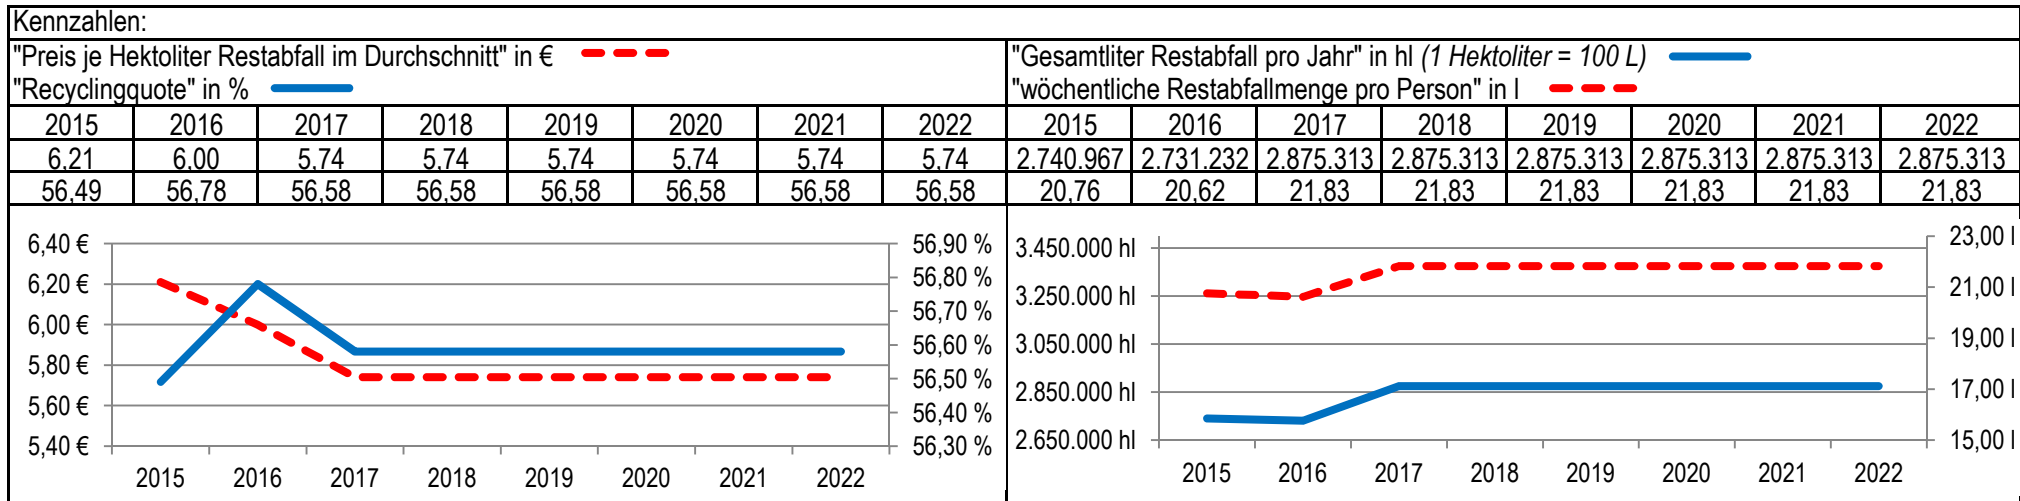 Kennzahlen:
"Preis je Hektoliter Restabfall im Durchschnitt" in €
"Recyclingquote" in %
"Gesamtliter Restabfall pro Jahr" in hl (1 Hektoliter = 100 L)
"wöchentliche Restabfallmenge pro Person" in l
2015 2016 2017 2018 2019 2020 2021 2022 2015 2016 2017 2018 2019 2020 2021 2022
6,21 6,00 5,74 5,74 5,74 5,74 5,74 5,74 2.740.967 2.731.232 2.875.313 2.875.313 2.875.313 2.875.313 2.875.313 2.875.313
56,49 56,78 56,58 56,58 56,58 56,58 56,58 56,58 20,76 20,62 21,83 21,83 21,83 21,83 21,83 21,83
6,40 €
6,20 €
6,00 €
5,80 €
5,60 €
5,40 €
56,90 %
56,80 %
56,70 %
56,60 %
56,50 %
56,40 %
56,30 %
2015 2016 2017 2018 2019 2020 2021 2022
3.450.000 hl
3.250.000 hl
3.050.000 hl
2.850.000 hl
2.650.000 hl
23,00 l
21,00 l
19,00 l
17,00 l
15,00 l
2015 2016 2017 2018 2019 2020 2021 2022